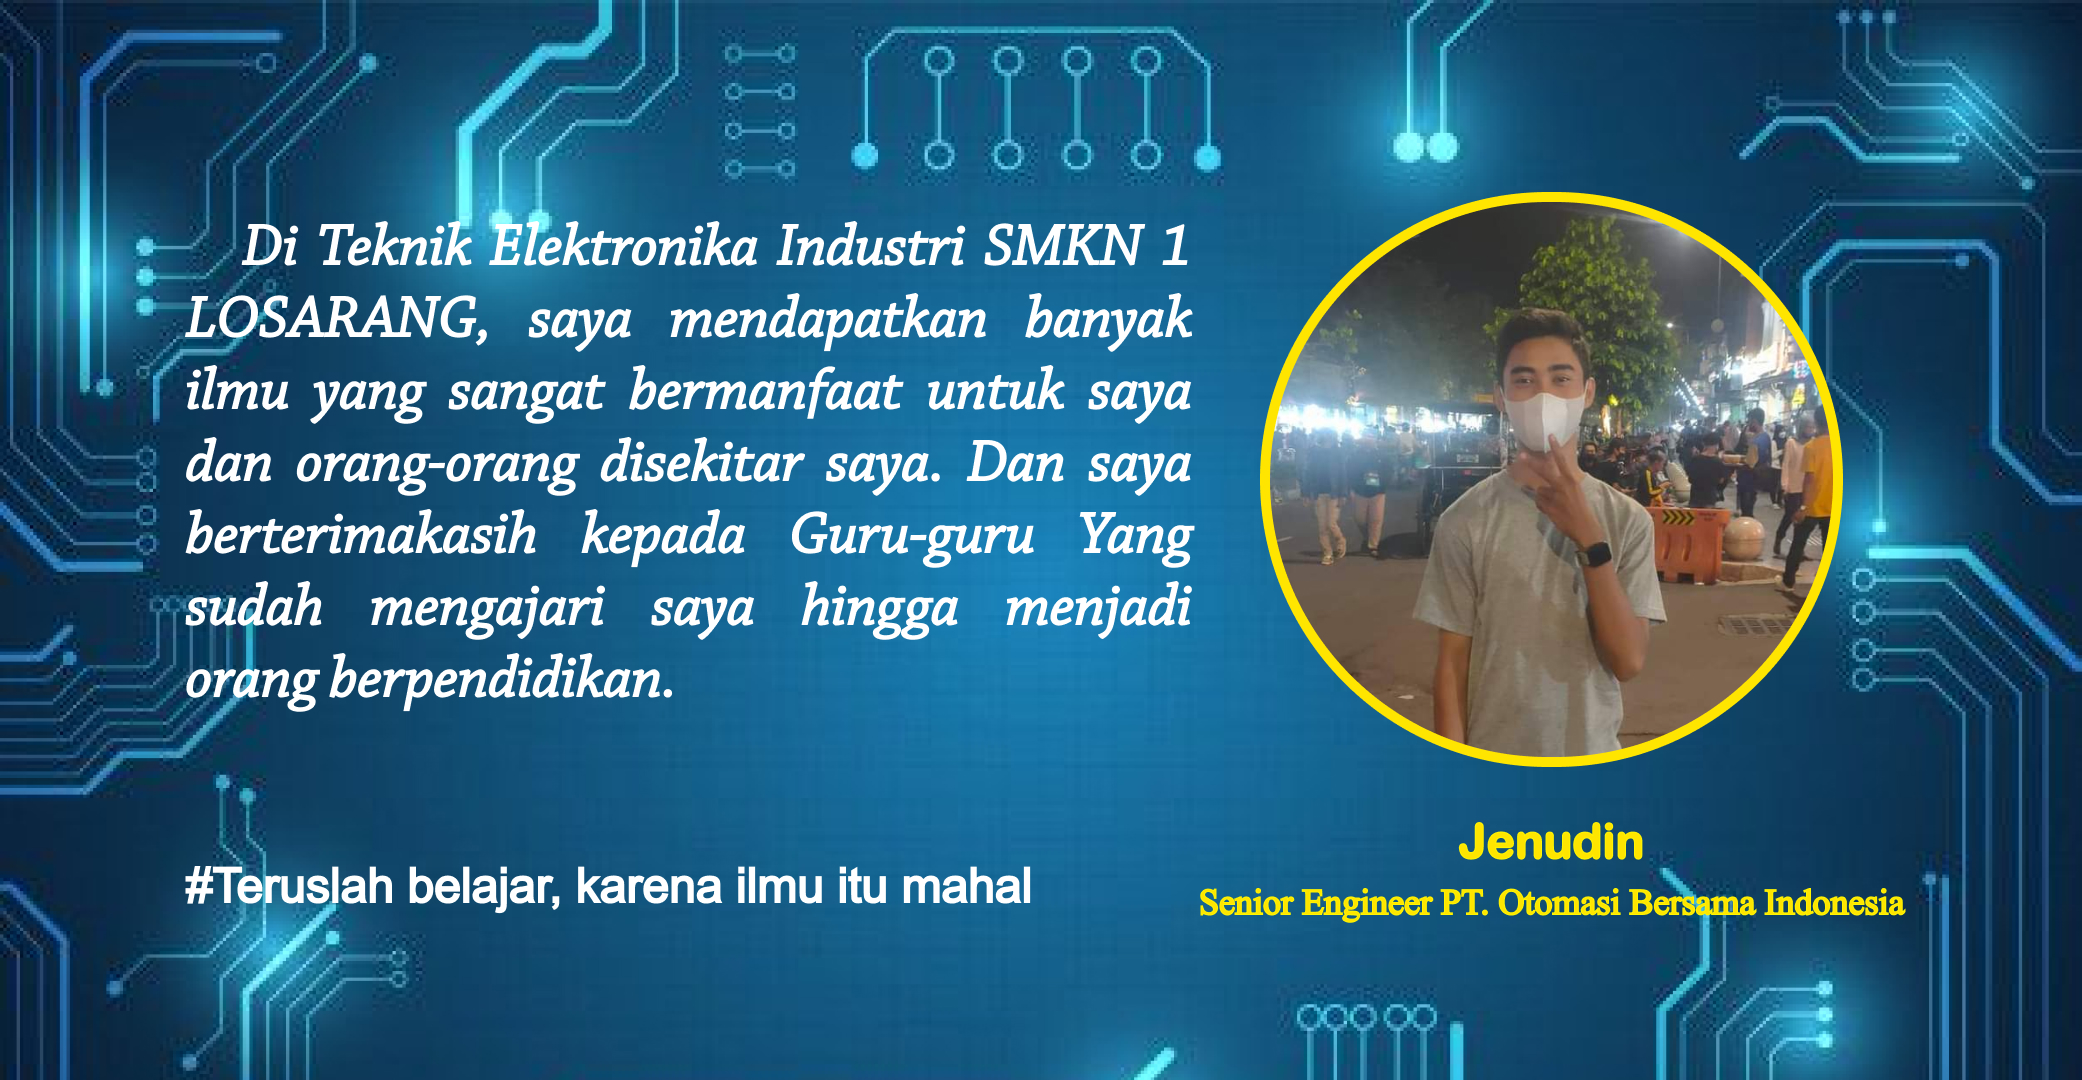 Di Teknik Elektronika Industri SMKN 1
LOSARANG, saya mendapatkan banyak
ilmu yang sangat bermanfaat untuk saya
dan orang-orang disekitar saya. Dan saya
berterimakasih kepada Guru-guru Yang
sudah mengajari saya hingga menjadi
orang berpendidikan.
#Teruslah belajar, karena ilmu itu mahal
Jenudin
Senior Engineer PT. Otomasi Bersama Indonesia